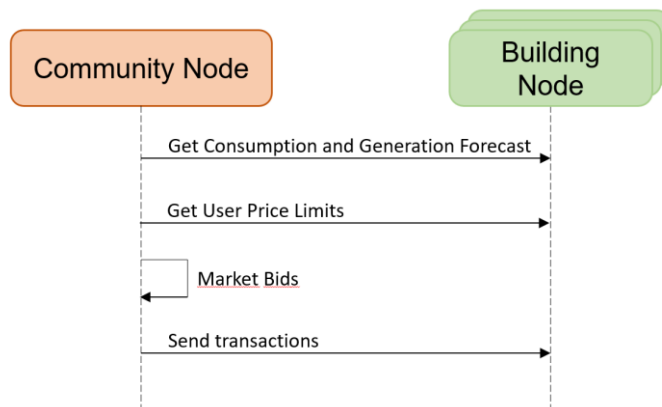 Community Node
Building
Node
Get Consumption and Generation Forecast
Get User Price Limits
Market Bids
Send transactions